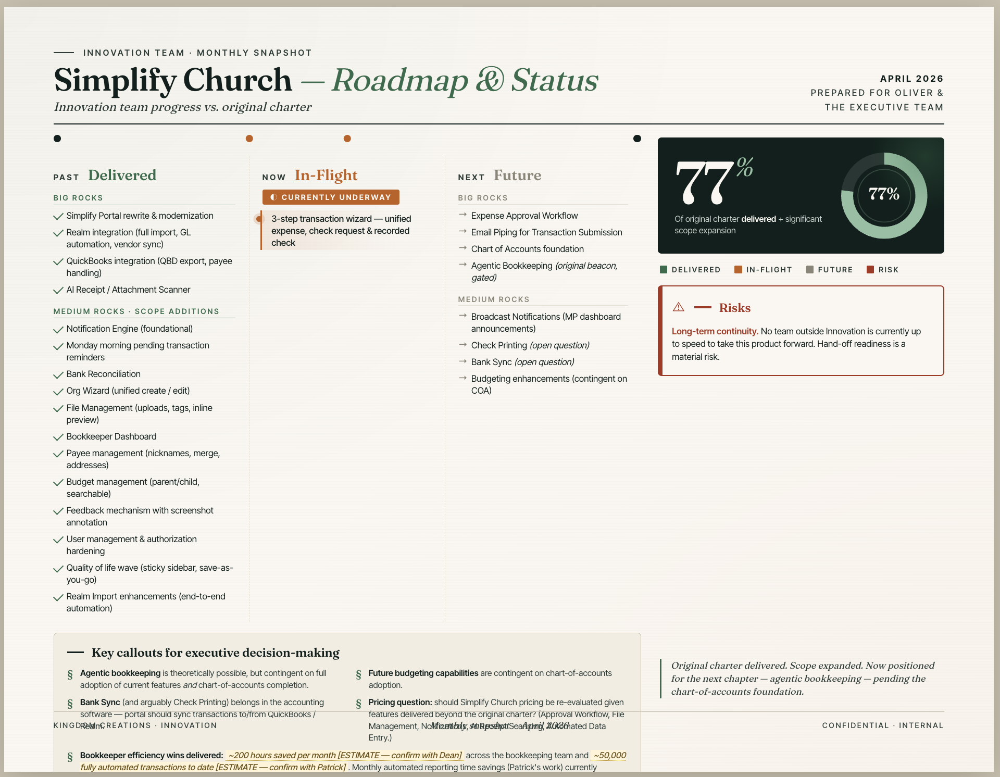 INNOVATION TEAM · MONTHLY SNAPSHOT
Simplify Church — Roadmap & Status
Innovation team progress vs. original charter
APRIL 2026
PREPARED FOR OLIVER &
THE EXECUTIVE TEAM
PAST Delivered
BIG ROCKS
Simplify Portal rewrite & modernization
Realm integration (full import, GL
automation, vendor sync)
QuickBooks integration (QBD export, payee
handling)
AI Receipt / Attachment Scanner
MEDIUM ROCKS · SCOPE ADDITIONS
Notification Engine (foundational)
Monday morning pending transaction
reminders
Bank Reconciliation
Org Wizard (unified create / edit)
File Management (uploads, tags, inline
preview)
Bookkeeper Dashboard
Payee management (nicknames, merge,
addresses)
Budget management (parent/child,
searchable)
Feedback mechanism with screenshot
annotation
User management & authorization
hardening
Quality of life wave (sticky sidebar, save-as-
you-go)
Realm Import enhancements (end-to-end
automation)
NOW In-Flight
CURRENTLY UNDERWAY
3-step transaction wizard — unified
expense, check request & recorded
check
NEXT Future
BIG ROCKS
→ Expense Approval Workflow
→ Email Piping for Transaction Submission
→ Chart of Accounts foundation
→ Agentic Bookkeeping (original beacon,
gated)
MEDIUM ROCKS
→ Broadcast Notifications (MP dashboard
announcements)
→ Check Printing (open question)
→ Bank Sync (open question)
→ Budgeting enhancements (contingent on
COA)
77%
Of original charter delivered + significant
scope expansion
77%
DELIVERED IN-FLIGHT FUTURE RISK
⚠ — Risks
Long-term continuity. No team outside Innovation is currently up
to speed to take this product forward. Hand-off readiness is a
material risk.
Key callouts for executive decision-making
§ Agentic bookkeeping is theoretically possible, but contingent on full
adoption of current features and chart-of-accounts completion.
§ Future budgeting capabilities are contingent on chart-of-accounts
adoption.
§ Bank Sync (and arguably Check Printing) belongs in the accounting
software — portal should sync transactions to/from QuickBooks /
Realm.
§ Pricing question: should Simplify Church pricing be re-evaluated given
features delivered beyond the original charter? (Approval Workflow, File
Management, Notifications, AI Receipt Scanning, Automated Data
Entry.)
§ Bookkeeper efficiency wins delivered: ~200 hours saved per month [ESTIMATE — confirm with Dean] across the bookkeeping team and ~50,000
fully automated transactions to date [ESTIMATE — confirm with Patrick] . Monthly automated reporting time savings (Patrick's work) currently
Original charter delivered. Scope expanded. Now positioned
for the next chapter — agentic bookkeeping — pending the
chart-of-accounts foundation.
KINGDOM CREATIONS · INNOVATION
Monthly snapshot — April 2026
CONFIDENTIAL · INTERNAL